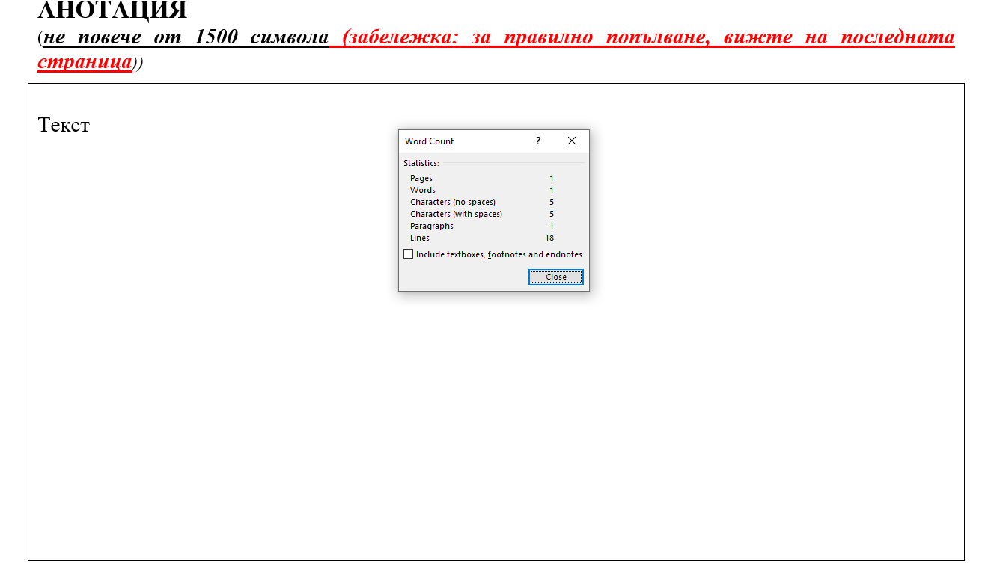 АНОТАЦИЯ
(не повече от 1500 символа (забележка: за правилно попълване, вижте на последната
страница))
Текст
Word Count ?
Statistics:
Pages 1
Words 1
Characters (no spaces) 5
Characters (with spaces) 5
Paragraphs 1
Lines 18
Include textboxes, footnotes and endnotes
Close